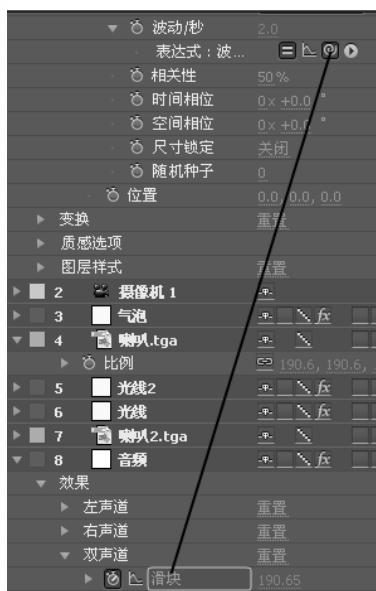 波动/秒 2.0
表达式：波...
相关性 50%
时间相位 0x +0.0 °
空间相位 0x +0.0 °
尺寸锁定 关闭
随机种子 0
位置 0.0, 0.0, 0.0
变换 重置
质感选项
图层样式 重置
2 摄像机 1
3 气泡 fx
4 喇叭.tga
比例 190.6, 190.6,
5 光线2 fx
6 光线 fx
7 喇叭2.tga
8 音频 fx
效果
左声道 重置
右声道 重置
双声道 重置
滑块 190.65